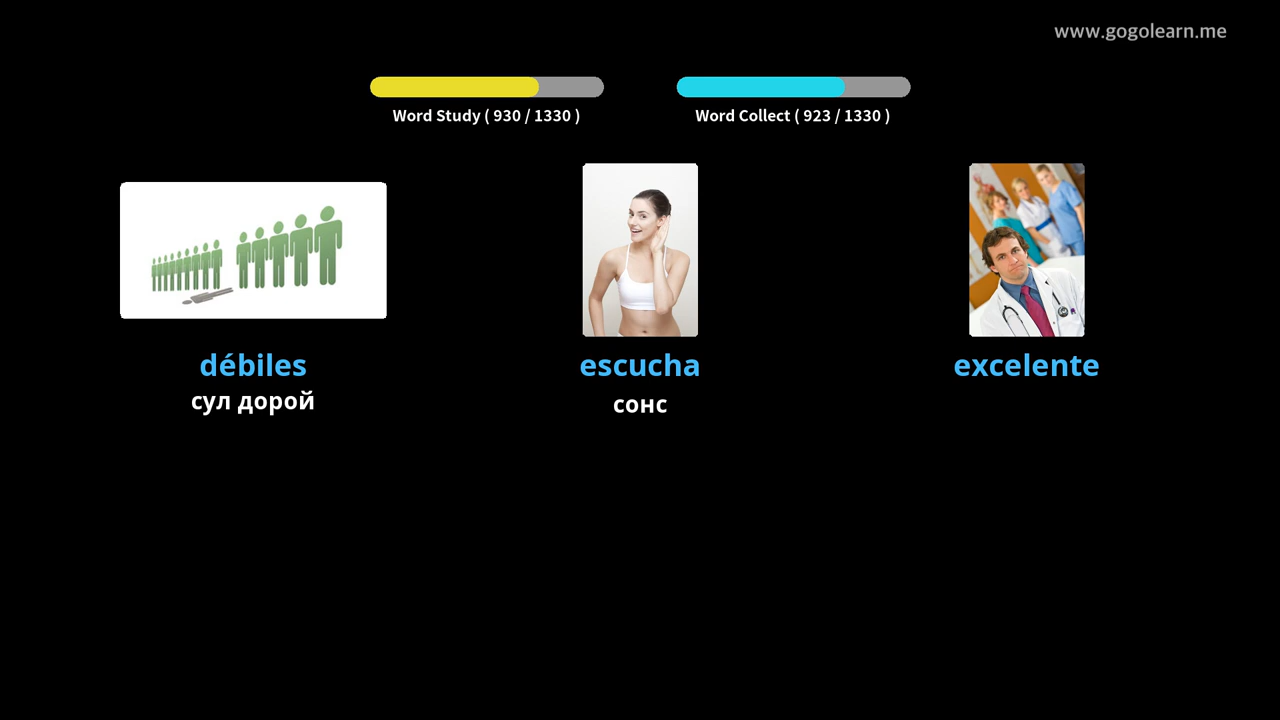 www.gogolearn.me
Word Study ( 930 / 1330 )
Word Collect ( 923 / 1330 )
débiles
escucha
excelente
сул дорой
сонс